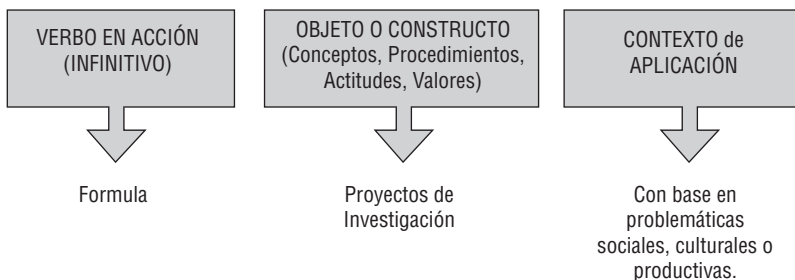 VERBO EN ACCIÓN
(INFINITIVO)
OBJETO O CONSTRUCTO
(Conceptos, Procedimientos,
Actitudes, Valores)
CONTEXTO de
APLICACIÓN
Formula
Proyectos de
Investigación
Con base en
problemáticas
sociales, culturales o
productivas.